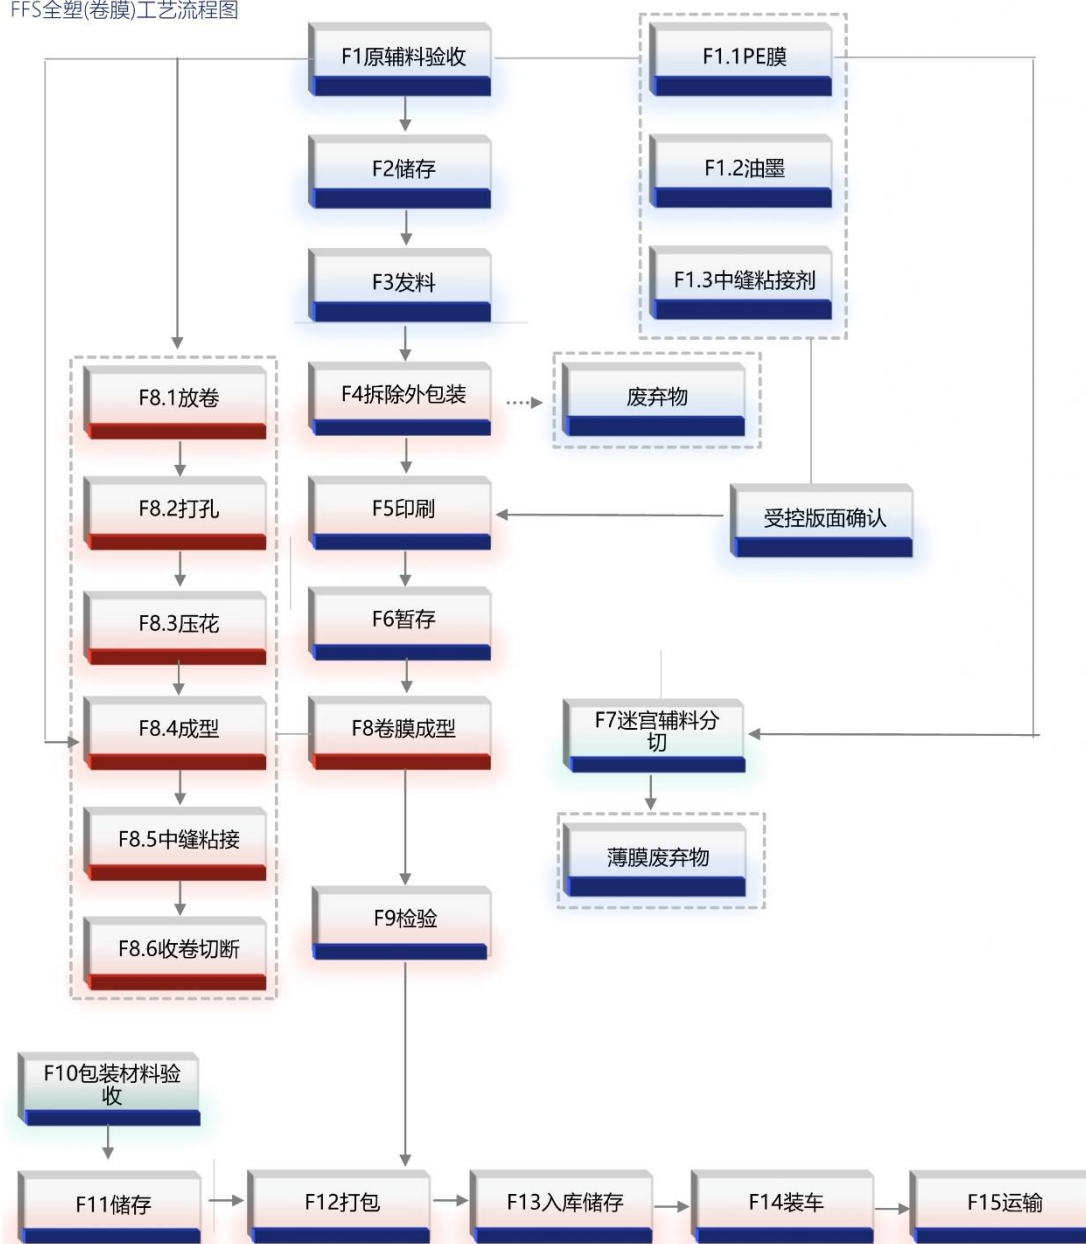 FFS全塑(卷膜)工艺流程图
F1原辅料验收
F1.1PE膜
F2储存
F1.2油墨
F3发料
F1.3中缝粘接剂
F8.1放卷
F4拆除外包装
废弃物
F8.2打孔
F5印刷
受控版面确认
F8.3压花
F6暂存
F8.4成型
F8卷膜成型
F7迷宫辅料分
切
F8.5中缝粘接
薄膜废弃物
F9检验
F8.6收卷切断
F10包装材料验
收
F11储存
F12打包
F13入库储存
F14装车
F15运输